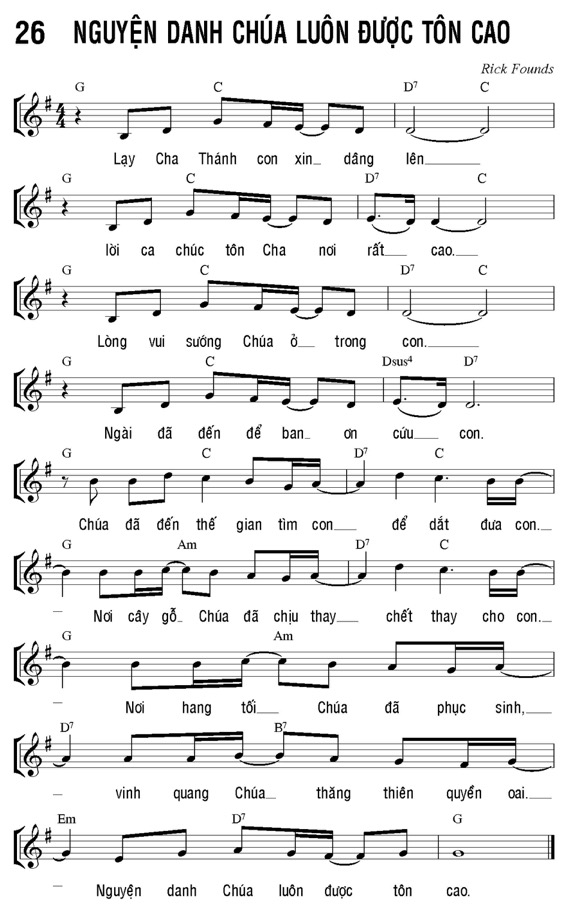 26 NGUYỆN DANH CHÚA LUÔN ĐƯỢC TÔN CAO
Rick Founds
G C D7 C
Lạy Cha Thánh con xin dâng lên
G C D7 C
lời ca chúc tôn Cha nơi rất cao.
G C D7 C
Lòng vui sướng Chúa ở trong con.
G C Dsus4 D7
Ngài đã đến để ban ơn cứu con.
G C D7 C
Chúa đã đến thế gian tìm con để dắt đưa con.
G Am D7 C
Nơi cây gỗ Chúa đã chịu thay chết thay cho con.
G Am
Nơi hang tối Chúa đã phục sinh,
D7 B7
vinh quang Chúa thăng thiên quyển oai.
Em D7 G
Nguyện danh Chúa luôn được tôn cao.